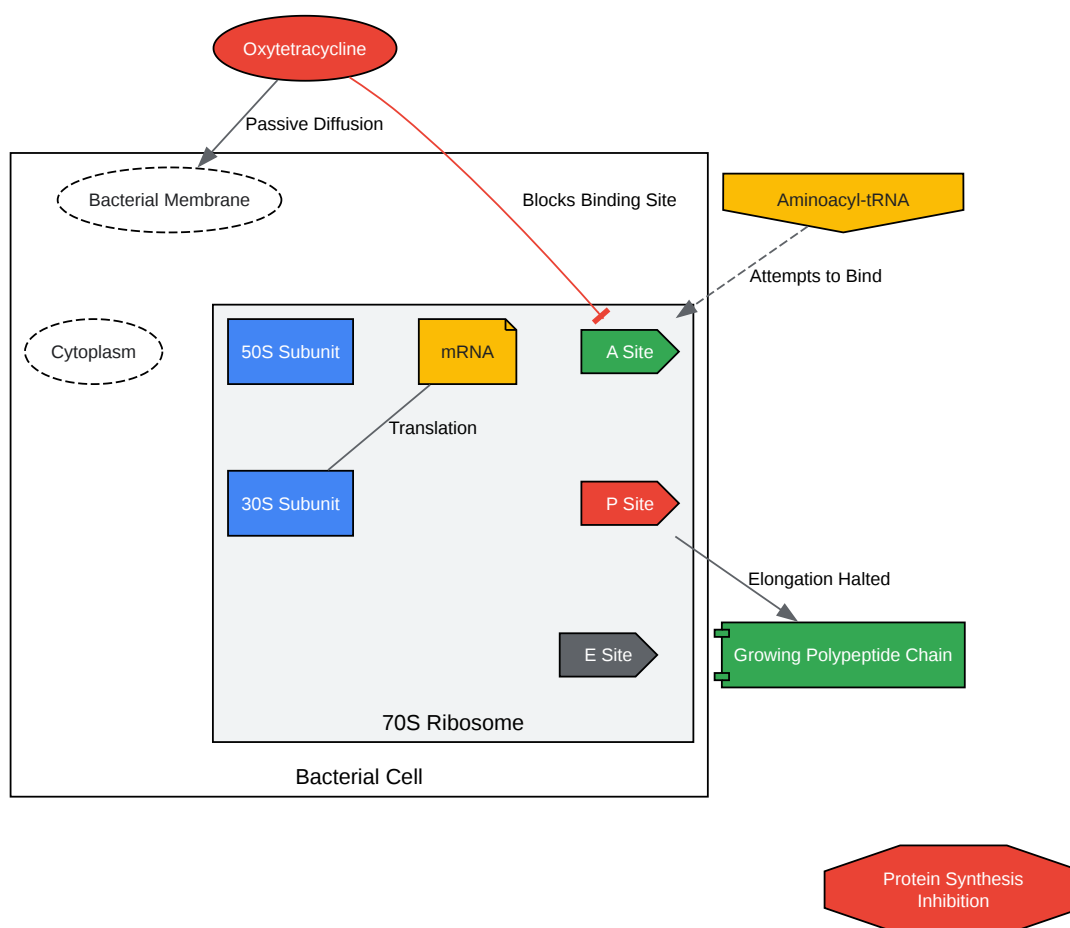 Oxytetracycline
Passive Diffusion
Bacterial Membrane
Blocks Binding Site
Aminoacyl-tRNA
Attempts to Bind
Cytoplasm
50S Subunit
mRNA
A Site
Translation
30S Subunit
P Site
Elongation Halted
E Site
Growing Polypeptide Chain
70S Ribosome
Bacterial Cell
Protein Synthesis
Inhibition